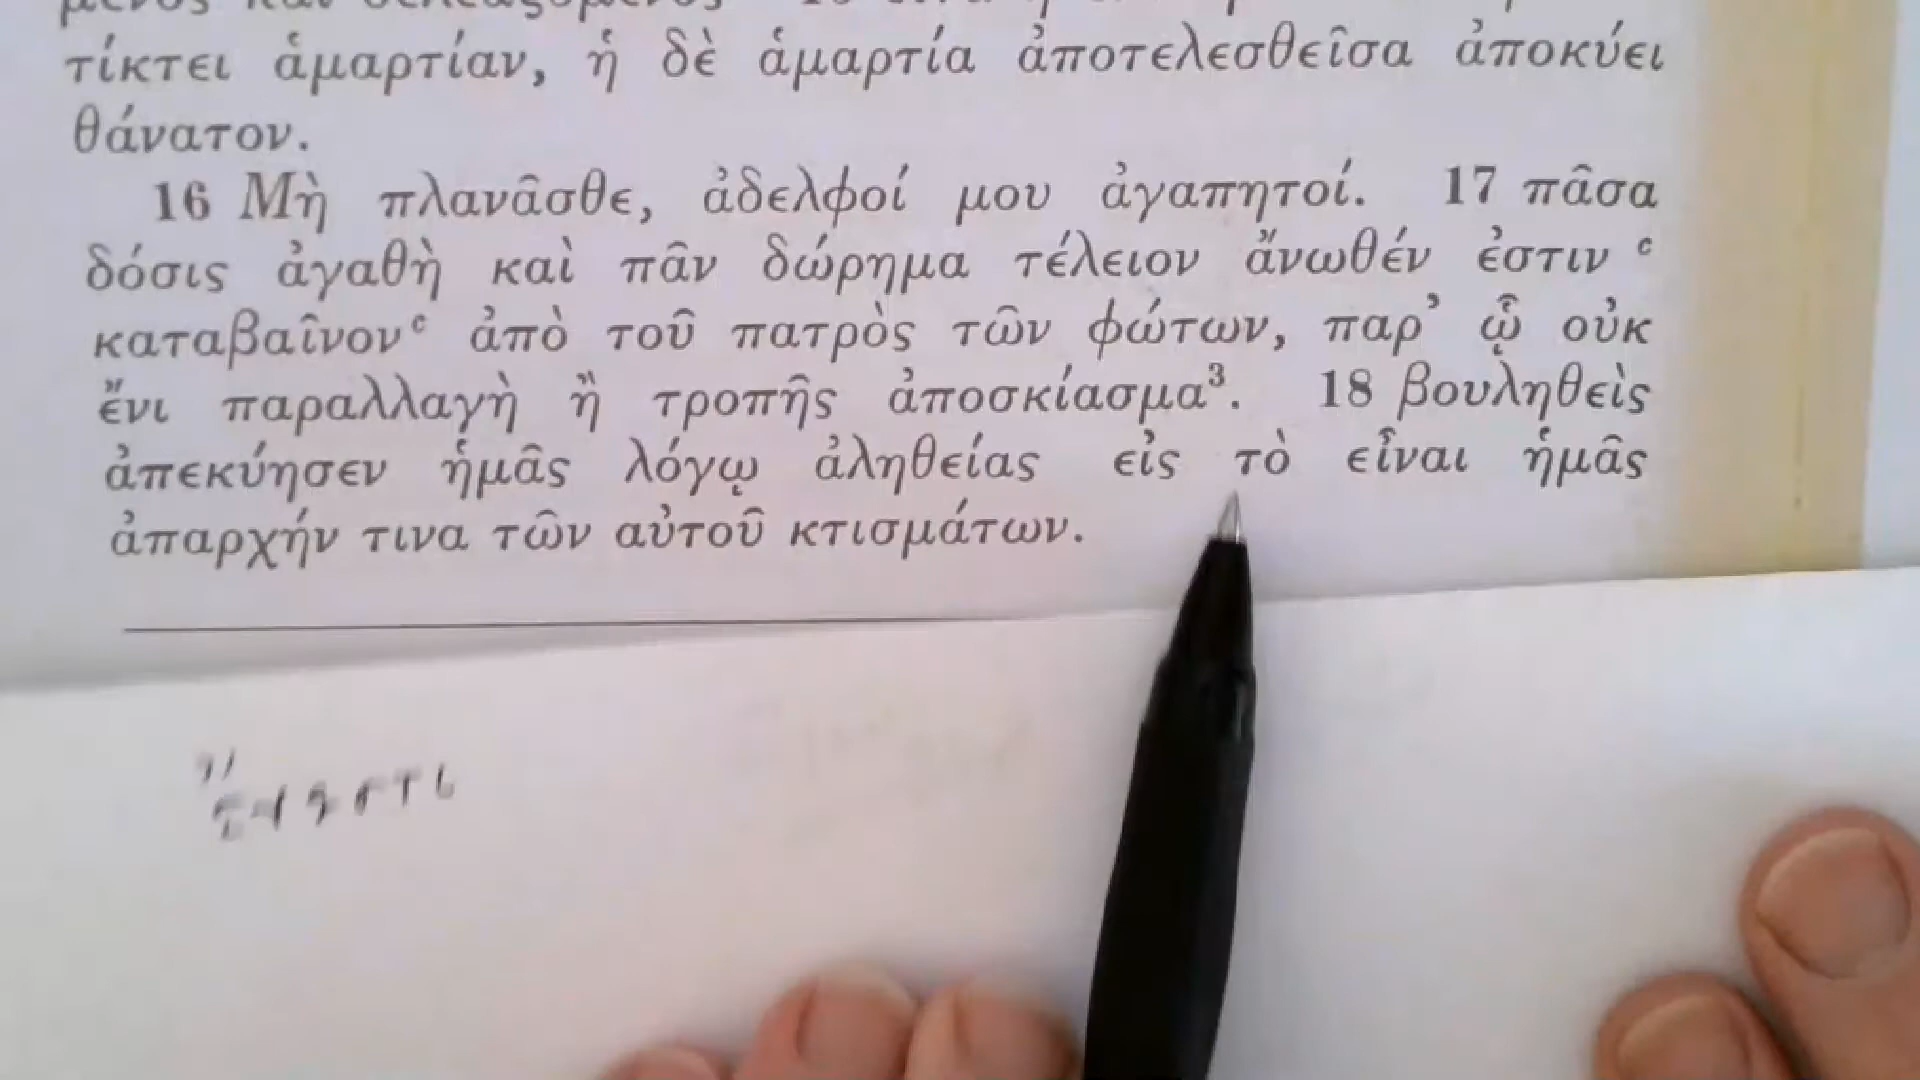 τίκτει ἁμαρτίαν, ἡ δὲ ἁμαρτία ἀποτελεσθεῖσα ἀποκύει
θάνατον.
16 Μὴ πλανᾶσθε, ἀδελφοί μου ἀγαπητοί. 17 πᾶσα
δόσις ἀγαθὴ καὶ πᾶν δώρημα τέλειον ἄνωθέν ἐστιν ᶜ
καταβαῖνονᶜ ἀπὸ τοῦ πατρὸς τῶν φώτων, παρ’ ᾧ οὐκ
ἔνι παραλλαγὴ ἢ τροπῆς ἀποσκίασμα³. 18 βουληθεὶς
ἀπεκύησεν ἡμᾶς λόγῳ ἀληθείας εἰς τὸ εἶναι ἡμᾶς
ἀπαρχήν τινα τῶν αὐτοῦ κτισμάτων.